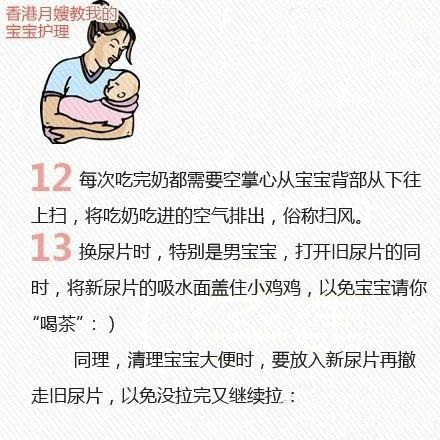 香港月嫂教我的
宝宝护理
12 每次吃完奶都需要空掌心从宝宝背部从下往
上扫，将吃奶吃进的空气排出，俗称扫风。
13 换尿片时，特别是男宝宝，打开旧尿片的同
时，将新尿片的吸水面盖住小鸡鸡，以免宝宝请你
“喝茶”：）
同理，清理宝宝大便时，要放入新尿片再撤
走旧尿片，以免没拉完又继续拉：